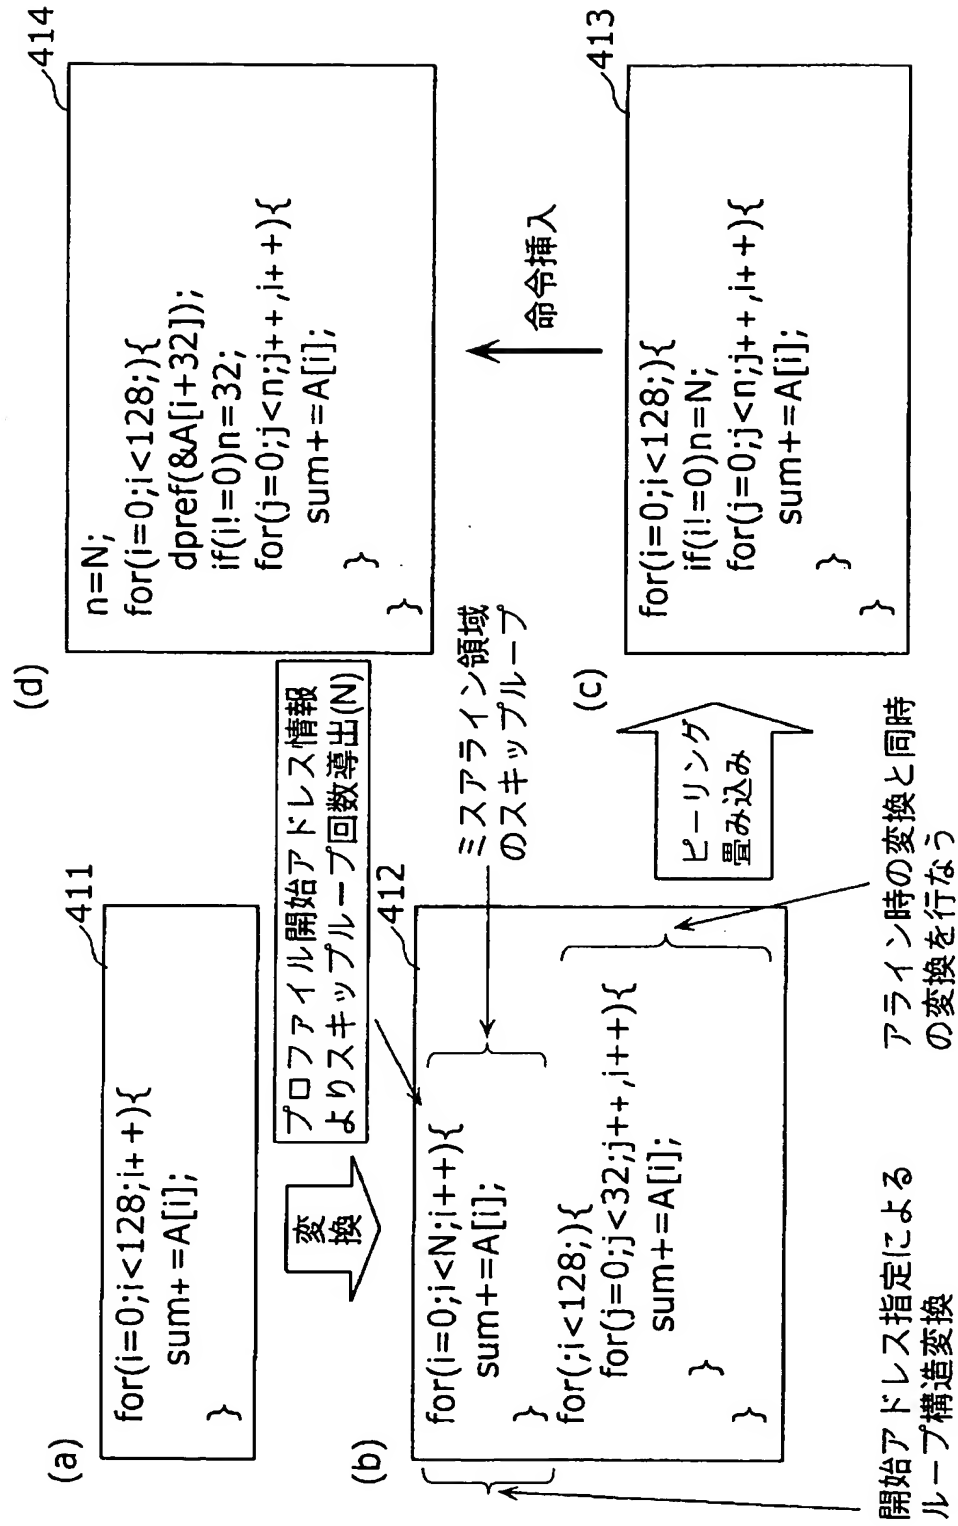 (a)
411
for(i=0;i<128;i++){
sum+=A[i];
}
変
換
プロファイル開始アドレス情報
よりスキップループ回数導出(N)
(b)
412
for(i=0;i<N;i++){
sum+=A[i];
}
for(;i<128;){
for(j=0;j<32;j++,i++){
sum+=A[i];
}
}
ミスアライン領域
のスキップループ
開始アドレス指定による
ループ構造変換
アライン時の変換と同時
の変換を行なう
ピーリング
畳み込み
(c)
413
for(i=0;i<128;){
if(i!=0)n=N;
for(j=0;j<n;j++,i++){
sum+=A[i];
}
}
命令挿入
(d)
414
n=N;
for(i=0;i<128;){
dpref(&A[i+32]);
if(i!=0)n=32;
for(j=0;j<n;j++,i++){
sum+=A[i];
}
}